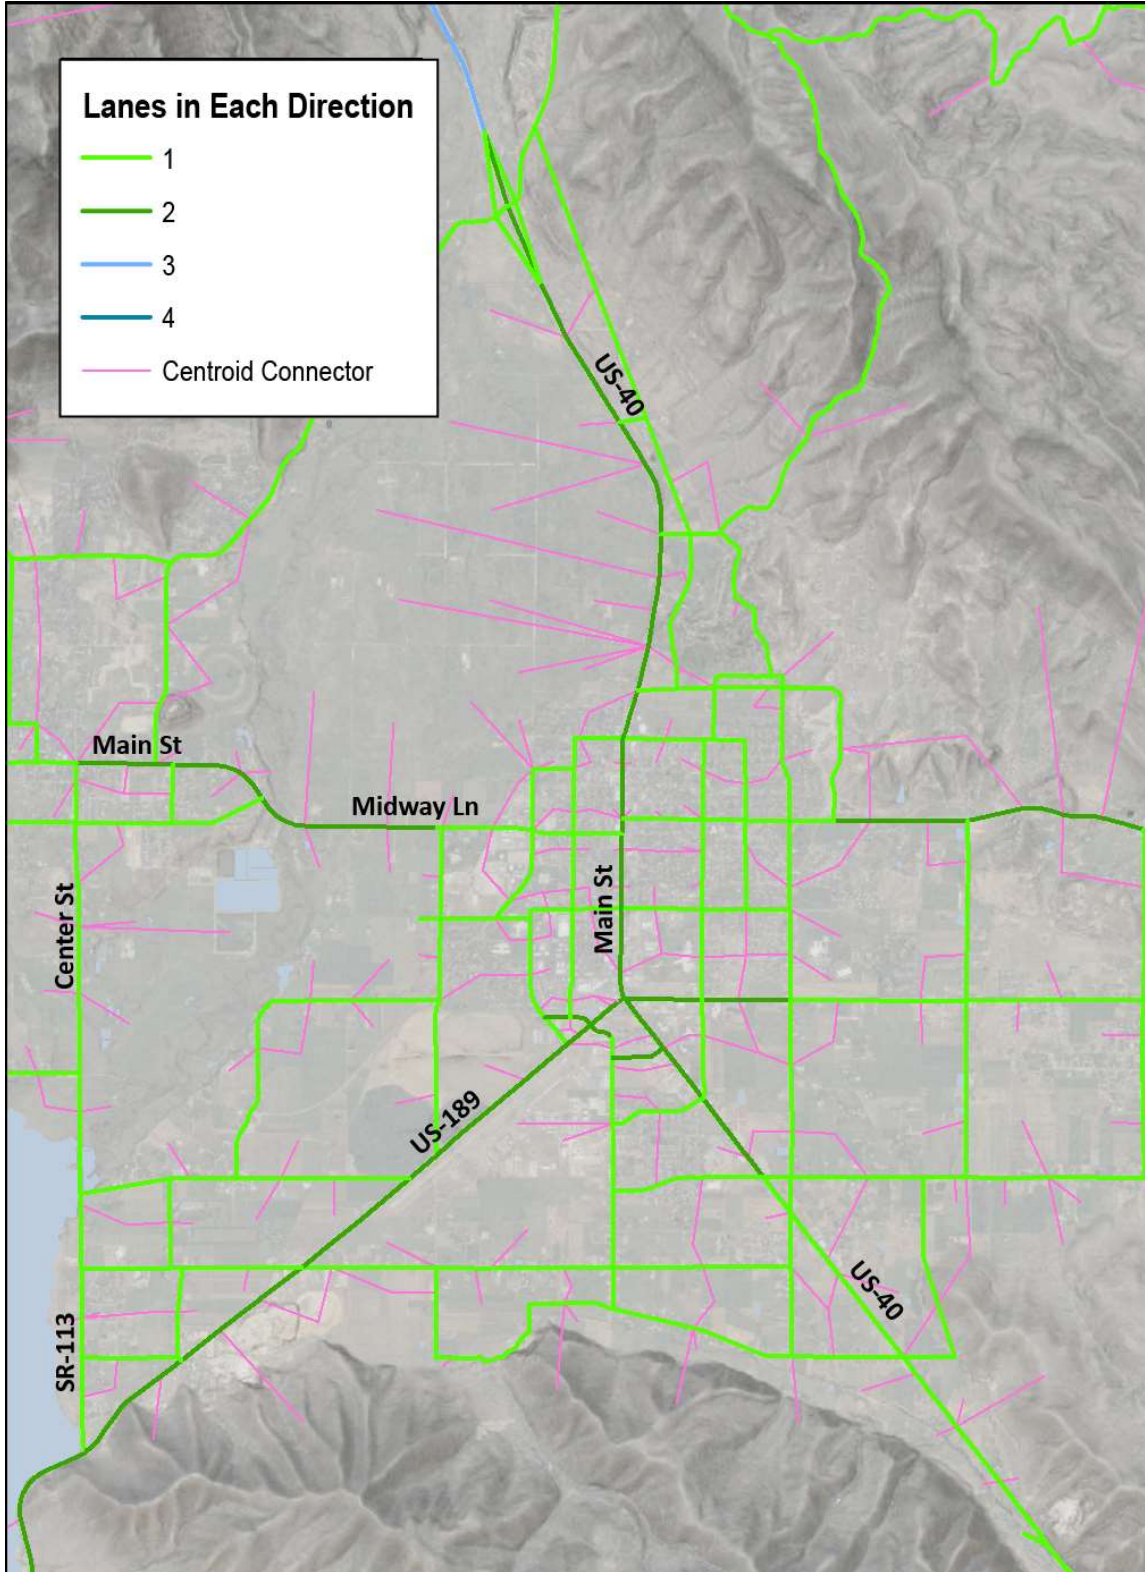 Lanes in Each Direction
1
2
3
4
Centroid Connector
US-40
Main St
Midway Ln
Main St
Center St
US-189
US-40
SR-113